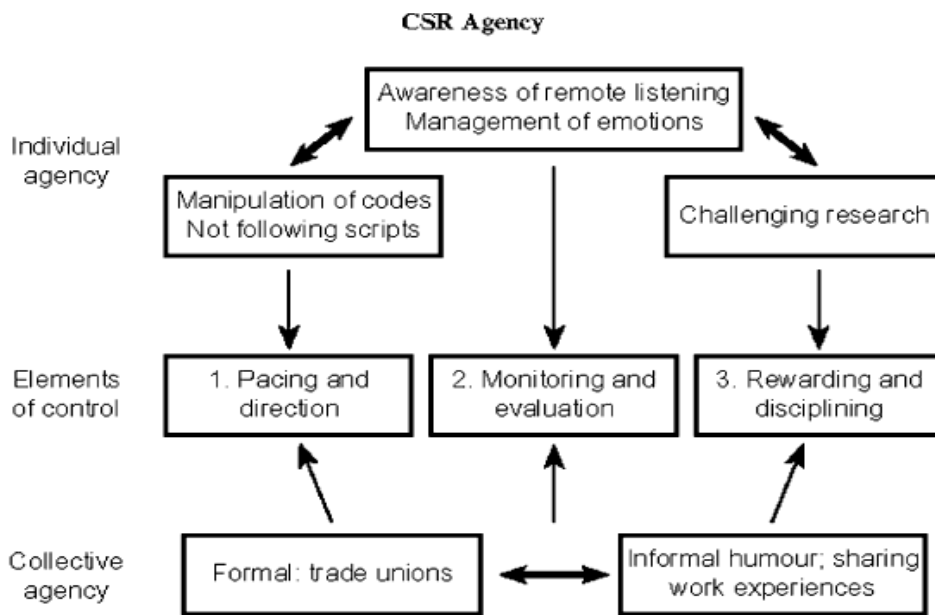 CSR Agency
Awareness of remote listening
Management of emotions
Individual
agency
Manipulation of codes
Not following scripts
Challenging research
Elements
of control
1. Pacing and
direction
2. Monitoring and
evaluation
3. Rewarding and
disciplining
Collective
agency
Formal: trade unions
Informal humour; sharing
work experiences